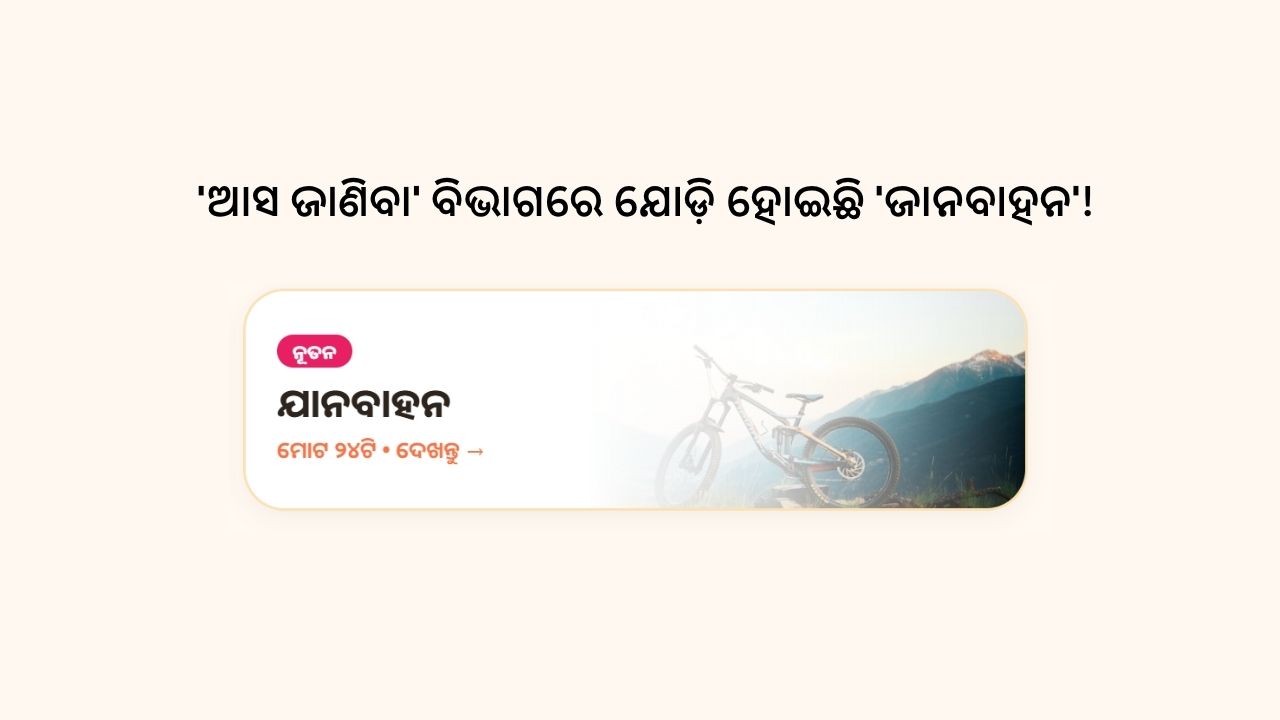 'ଆସ ଜାଣିବା' ବିଭାଗରେ ଯୋଡ଼ି ହୋଇଛି 'ଜାନବାହନ'!
ନୂତନ
ଯାନବାହନ
ମୋଟ ୨୪ଟି • ଦେଖନ୍ତୁ →